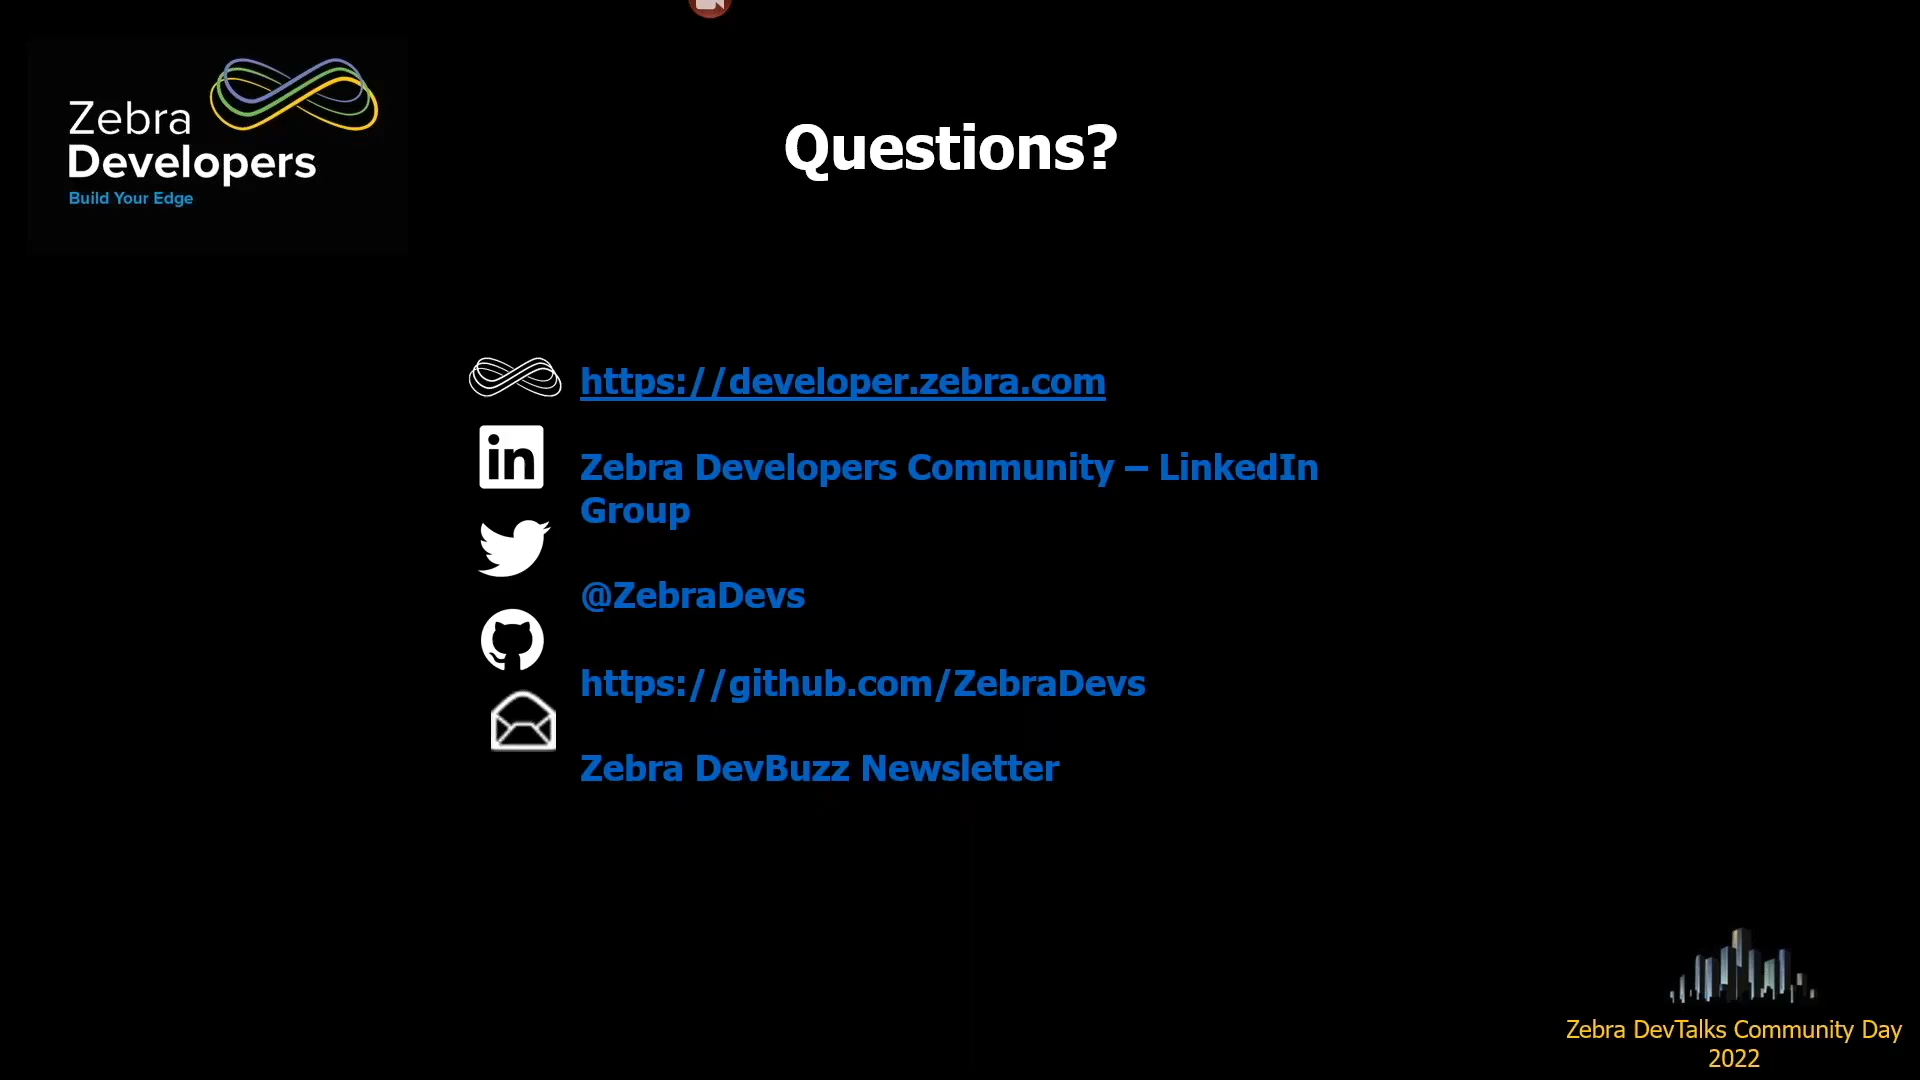 Zebra
Developers
Build Your Edge
Questions?
https://developer.zebra.com
in
Zebra Developers Community – LinkedIn
Group
@ZebraDevs
https://github.com/ZebraDevs
Zebra DevBuzz Newsletter
Zebra DevTalks Community Day
2022